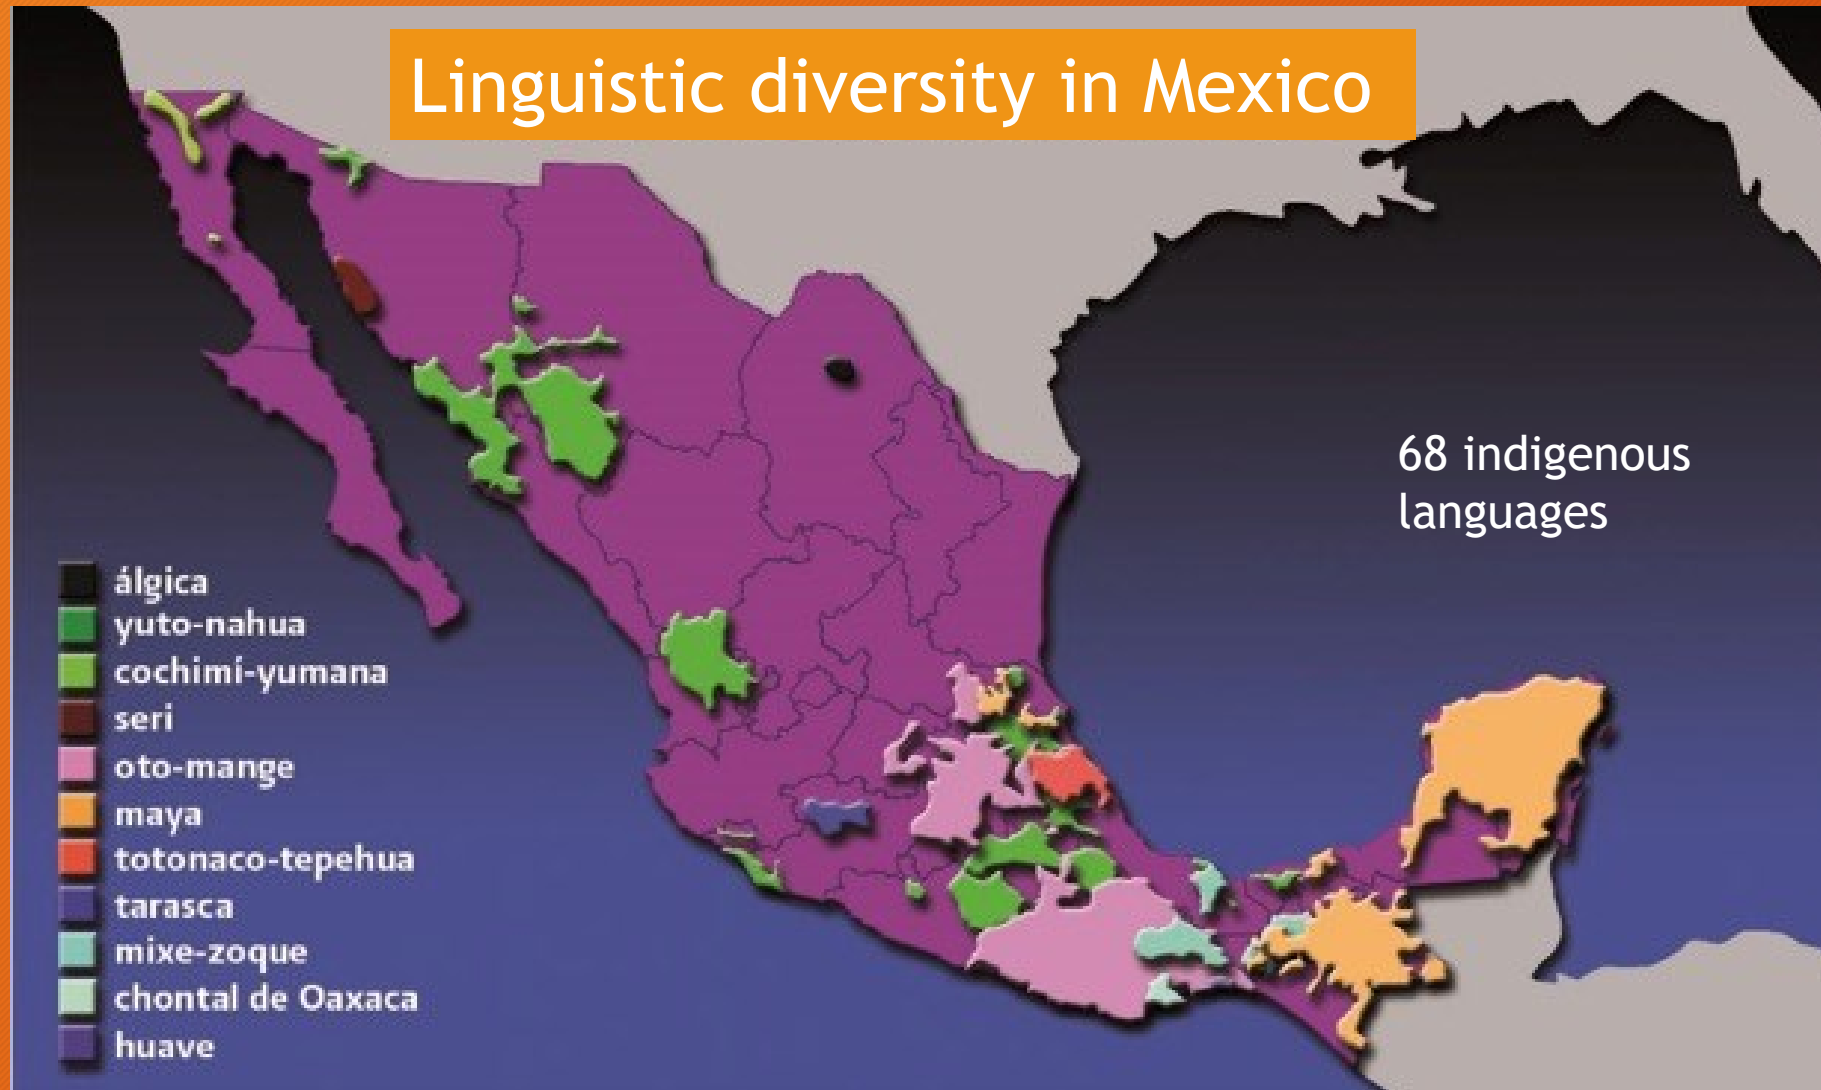 Linguistic diversity in Mexico
68 indigenous
languages
álgica
yuto-nahua
cochimí-yumana
seri
oto-mange
maya
totonaco-tepehua
tarasca
mixe-zoque
chontal de Oaxaca
huave